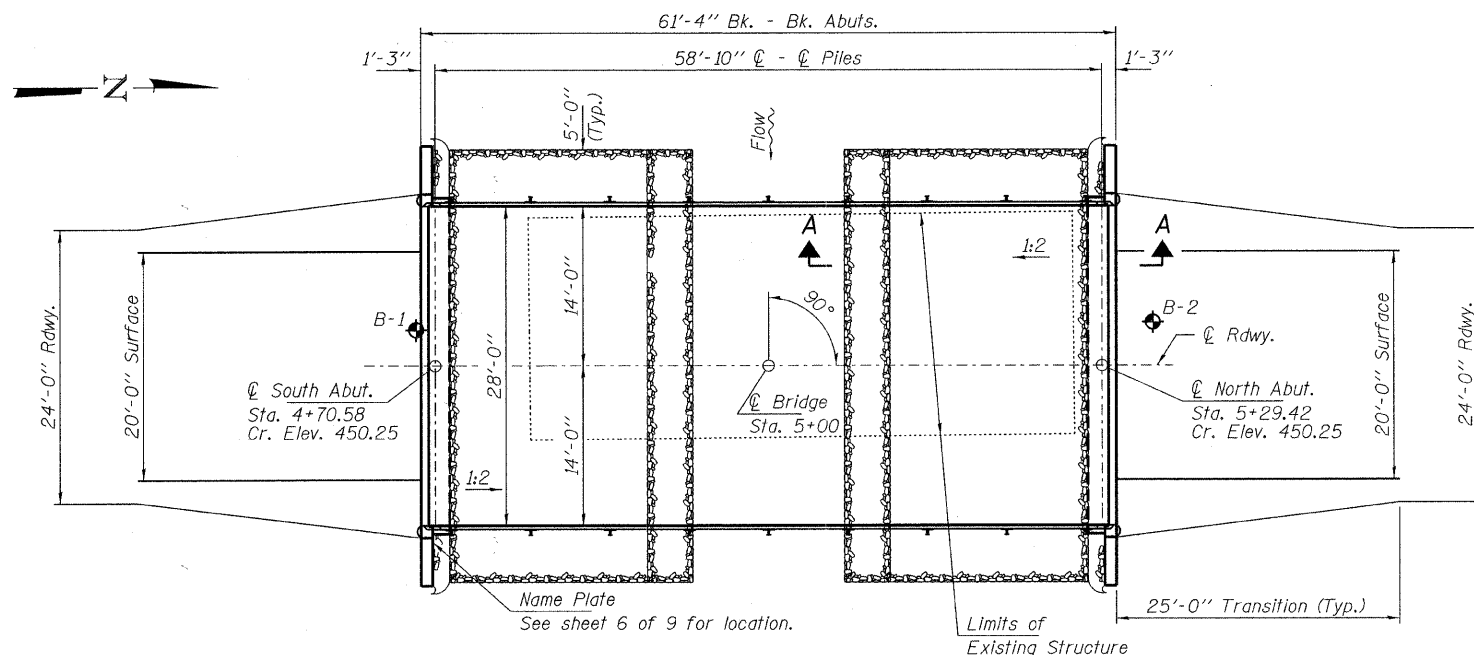 61'-4" Bk. - Bk. Abuts.
1'-3"
58'-10" ℄ - ℄ Piles
1'-3"
N
5'-0"
(Typ.)
Flow
A
A
1:2
90°
14'-0"
28'-0"
14'-0"
B-1
B-2
℄ Rdwy.
24'-0" Rdwy.
20'-0" Surface
℄ South Abut.
Sta. 4+70.58
Cr. Elev. 450.25
℄ Bridge
Sta. 5+00
℄ North Abut.
Sta. 5+29.42
Cr. Elev. 450.25
20'-0" Surface
24'-0" Rdwy.
1:2
Name Plate
See sheet 6 of 9 for location.
Limits of
Existing Structure
25'-0" Transition (Typ.)